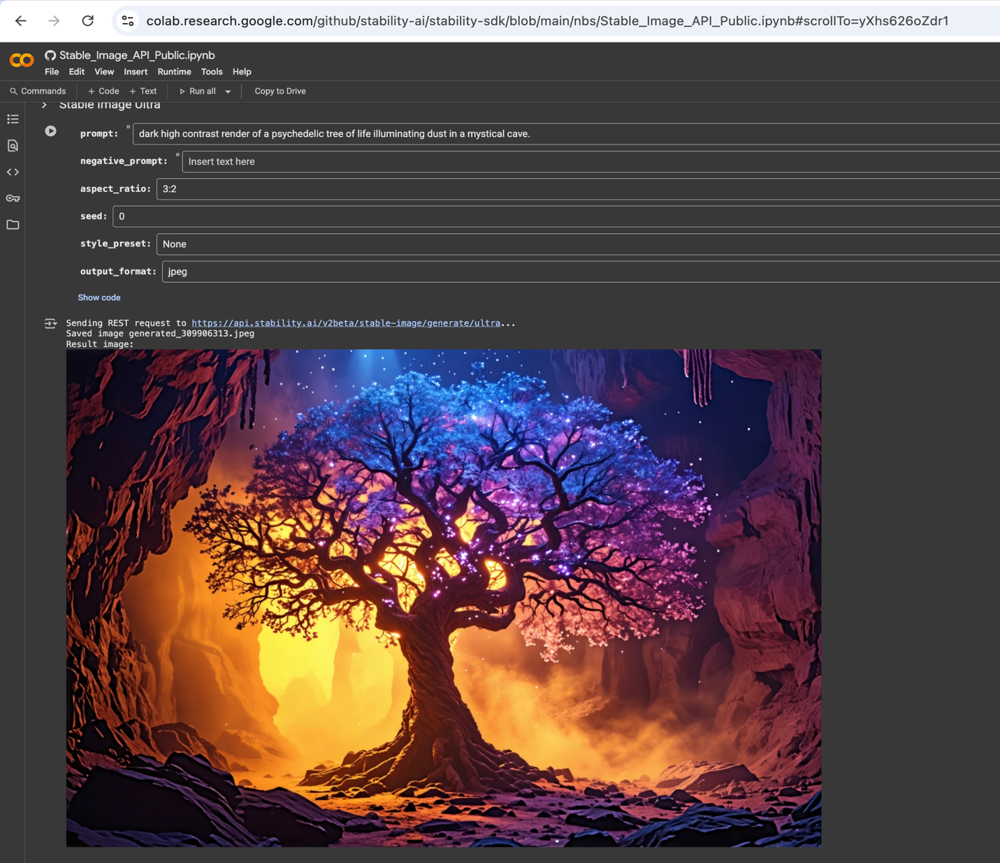 colab.research.google.com/github/stability-ai/stability-sdk/blob/main/nbs/Stable_Image_API_Public.ipynb#scrollTo=yXhs626oZdr1
CO
Stable_Image_API_Public.ipynb
File Edit View Insert Runtime Tools Help
Commands + Code + Text Run all Copy to Drive
Stable Image Ultra
prompt: " dark high contrast render of a psychedelic tree of life illuminating dust in a mystical cave.
negative_prompt: " Insert text here
aspect_ratio: 3:2
seed: 0
style_preset: None
output_format: jpeg
Show code
Sending REST request to https://api.stability.ai/v2beta/stable-image/generate/ultra...
Saved image generated_309906313.jpeg
Result image: